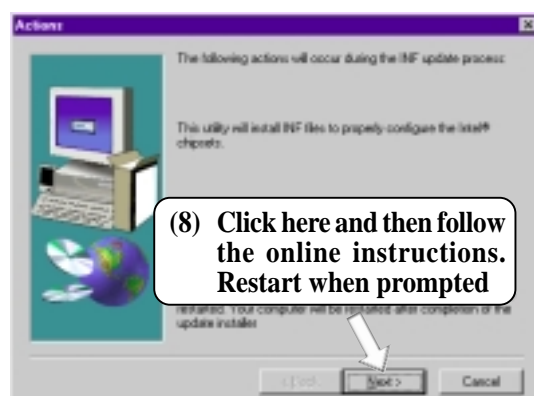 Actions
The following actions will occur during the INF update process:
This utility will install INF files to properly configure the Intel®
chipsets.
(8) Click here and then follow
the online instructions.
Restart when prompted
restarted. Your computer will be restarted after completion of the
update installer
< Back
Next >
Cancel